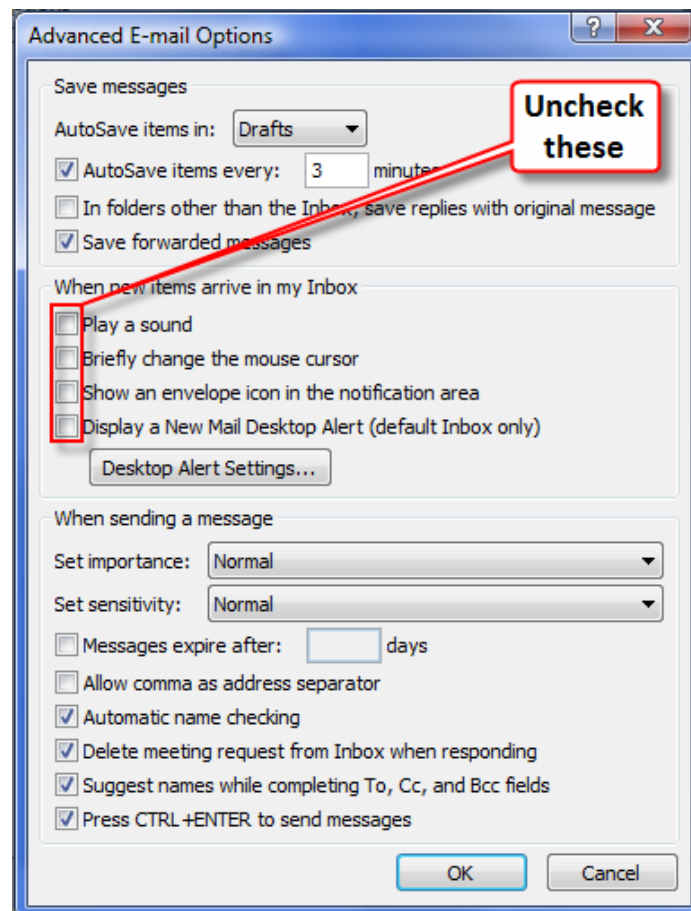 Advanced E-mail Options
Uncheck
these
Save messages
AutoSave items in: Drafts
AutoSave items every: 3 minutes
In folders other than the Inbox, save replies with original message
Save forwarded messages
When new items arrive in my Inbox
Play a sound
Briefly change the mouse cursor
Show an envelope icon in the notification area
Display a New Mail Desktop Alert (default Inbox only)
Desktop Alert Settings...
When sending a message
Set importance: Normal
Set sensitivity: Normal
Messages expire after: days
Allow comma as address separator
Automatic name checking
Delete meeting request from Inbox when responding
Suggest names while completing To, Cc, and Bcc fields
Press CTRL+ENTER to send messages
OK Cancel